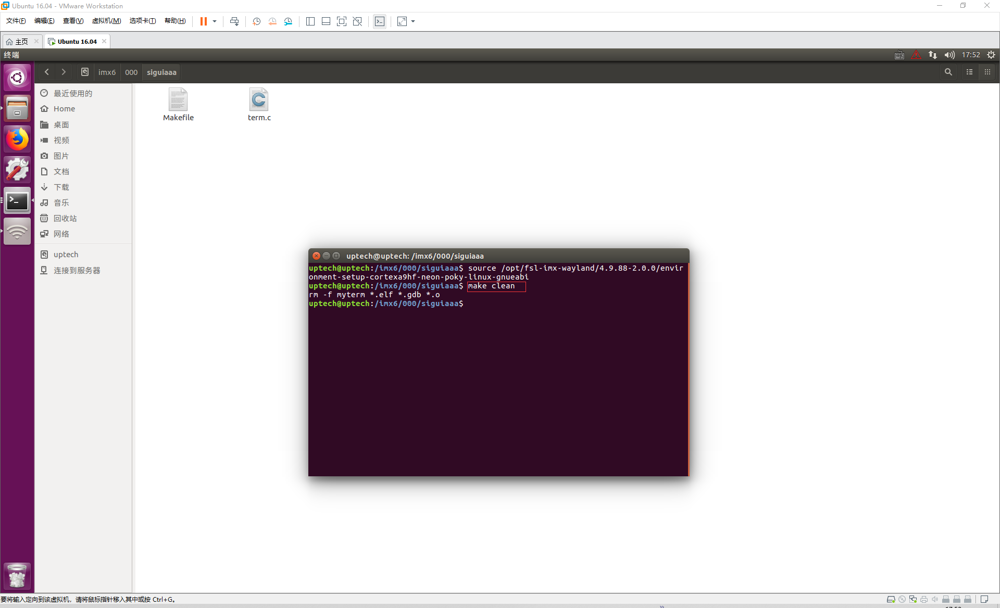 Ubuntu 16.04 - VMware Workstation
文件(F) 编辑(E) 查看(V) 虚拟机(M) 选项卡(T) 帮助(H)
主页 Ubuntu 16.04
终端 17:52
imx6 000 siguiaaa
最近使用的
Home
桌面
视频
图片
文档
下载
音乐
回收站
网络
uptech
连接到服务器
Makefile term.c
uptech@uptech: /imx6/000/siguiaaa
uptech@uptech:/imx6/000/siguiaaa$ source /opt/fsl-imx-wayland/4.9.88-2.0.0/envir
onment-setup-cortexa9hf-neon-poky-linux-gnueabi
uptech@uptech:/imx6/000/siguiaaa$ make clean
rm -f myterm *.elf *.gdb *.o
uptech@uptech:/imx6/000/siguiaaa$
要将输入定向到该虚拟机，请将鼠标指针移入其中或按 Ctrl+G。